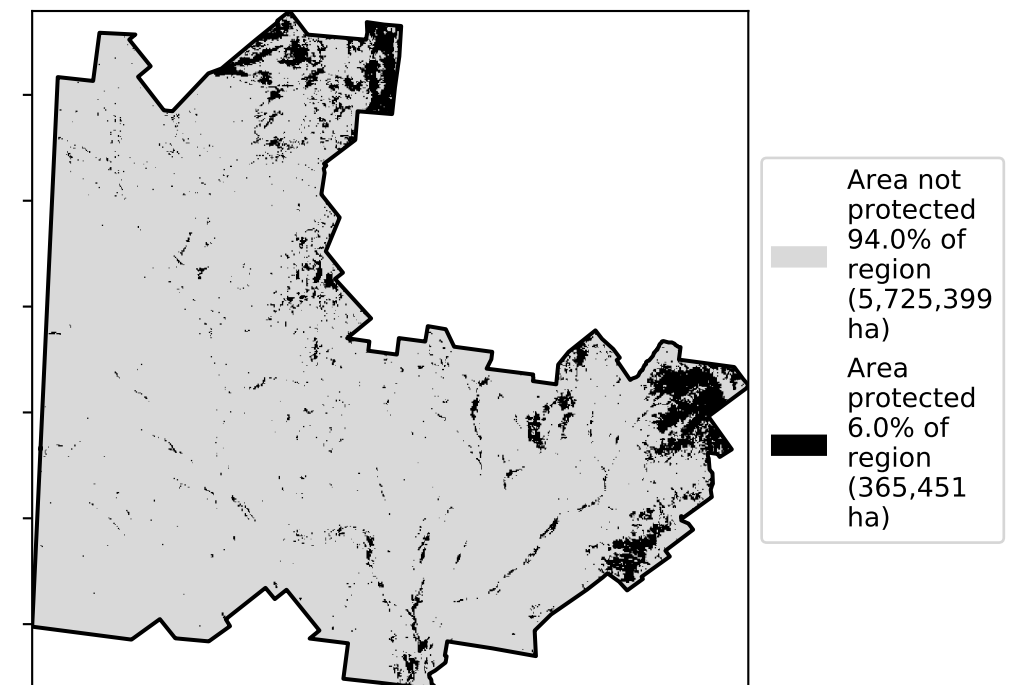 Area not
protected
94.0% of
region
(5,725,399
ha)
Area
protected
6.0% of
region
(365,451
ha)